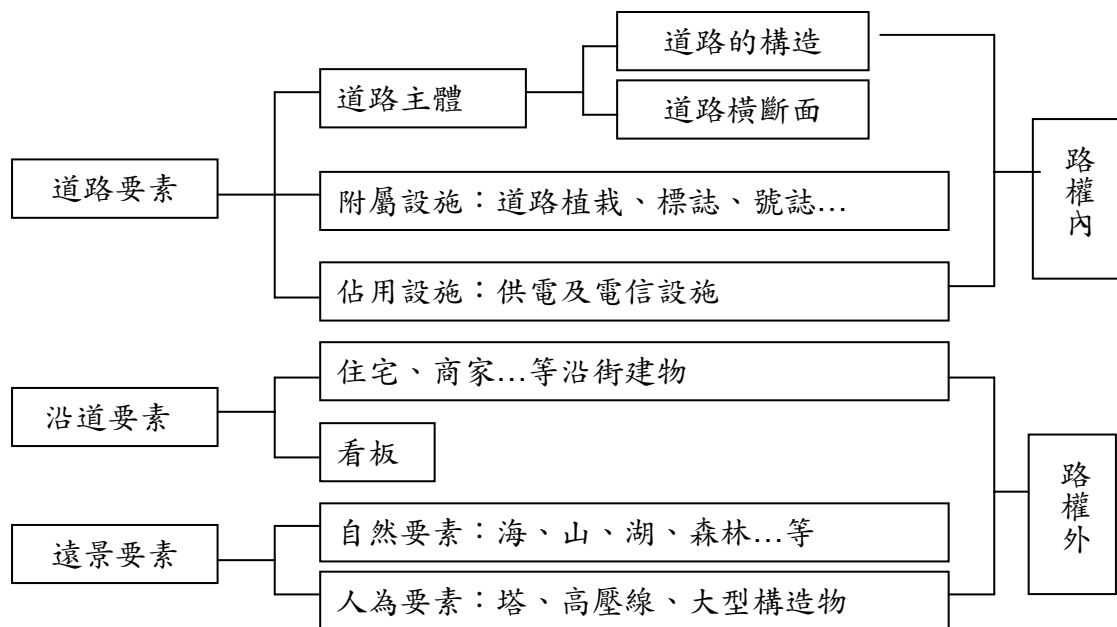 道路的構造
道路主體
道路橫斷面
道路要素
附屬設施：道路植栽、標誌、號誌…
佔用設施：供電及電信設施
路權內
住宅、商家…等沿街建物
沿道要素
看板
自然要素：海、山、湖、森林…等
遠景要素
人為要素：塔、高壓線、大型構造物
路權外